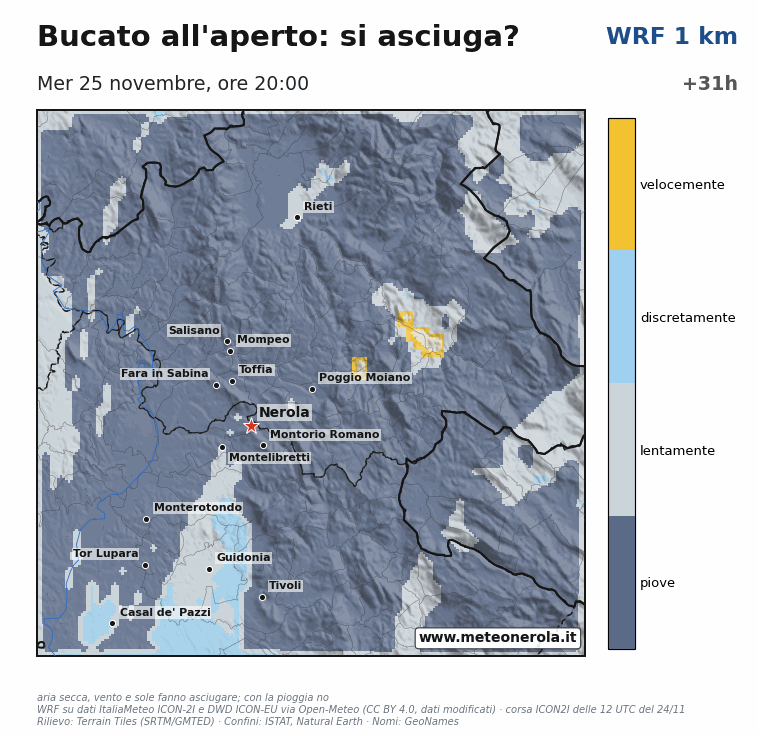 Bucato all'aperto: si asciuga?
WRF 1 km
Mer 25 novembre, ore 20:00
+31h
Rieti
Salisano
Mompeo
Fara in Sabina
Toffia
Poggio Moiano
Nerola
Montorio Romano
Montelibretti
Monterotondo
Tor Lupara
Guidonia
Tivoli
Casal de' Pazzi
www.meteonerola.it
velocemente
discretamente
lentamente
piove
aria secca, vento e sole fanno asciugare; con la pioggia no
WRF su dati ItaliaMeteo ICON-2I e DWD ICON-EU via Open-Meteo (CC BY 4.0, dati modificati) · corsa ICON2I delle 12 UTC del 24/11
Rilievo: Terrain Tiles (SRTM/GMTED) · Confini: ISTAT, Natural Earth · Nomi: GeoNames